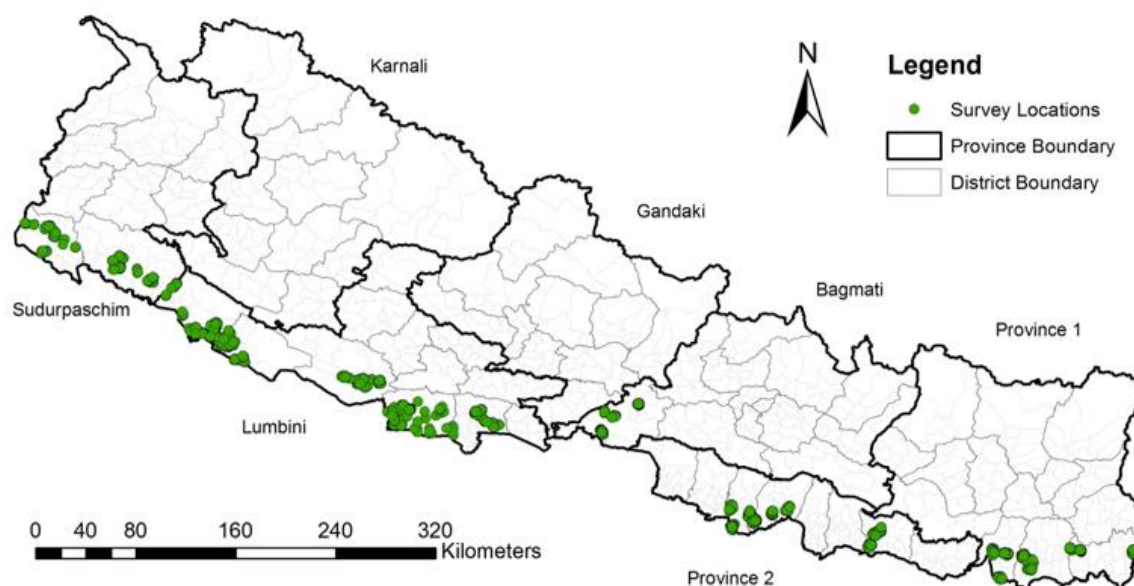 Karnali
N
Legend
Survey Locations
Province Boundary
District Boundary
Gandaki
Bagmati
Province 1
Sudurpaschim
Lumbini
0 40 80 160 240 320
Kilometers
Province 2